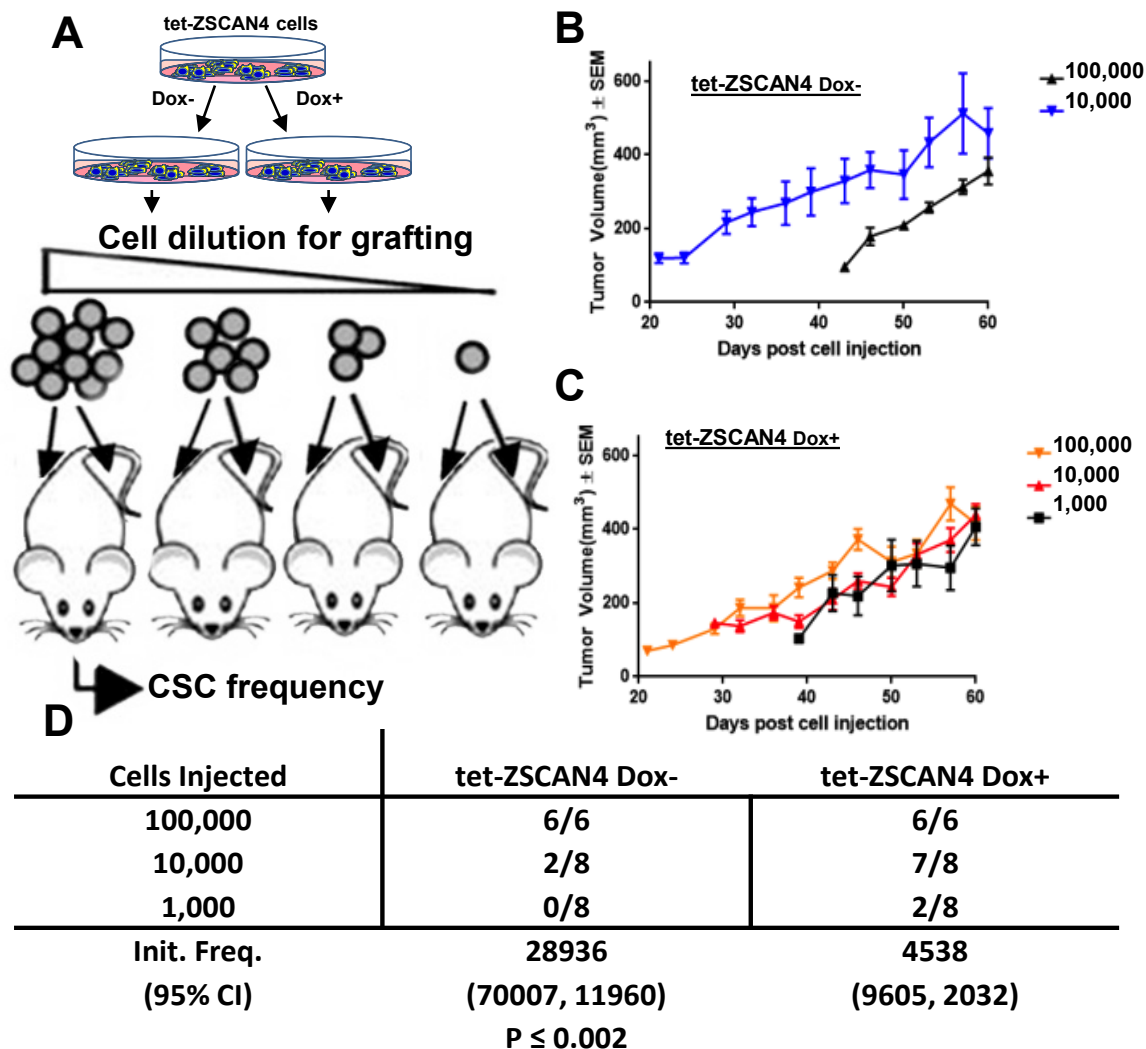 A
tet-ZSCAN4 cells
Dox-
Dox+
Cell dilution for grafting
CSC frequency
B
600
400
200
0
20
30
40
50
60
Tumor Volume(mm³) ± SEM
Days post cell injection
tet-ZSCAN4 Dox-
100,000
10,000
C
600
400
200
0
20
30
40
50
60
Tumor Volume(mm³) ± SEM
Days post cell injection
tet-ZSCAN4 Dox+
100,000
10,000
1,000
D
Cells Injected tet-ZSCAN4 Dox- tet-ZSCAN4 Dox+
100,000 6/6 6/6
10,000 2/8 7/8
1,000 0/8 2/8
Init. Freq. 28936 4538
(95% CI) (70007, 11960) (9605, 2032)
P ≤ 0.002